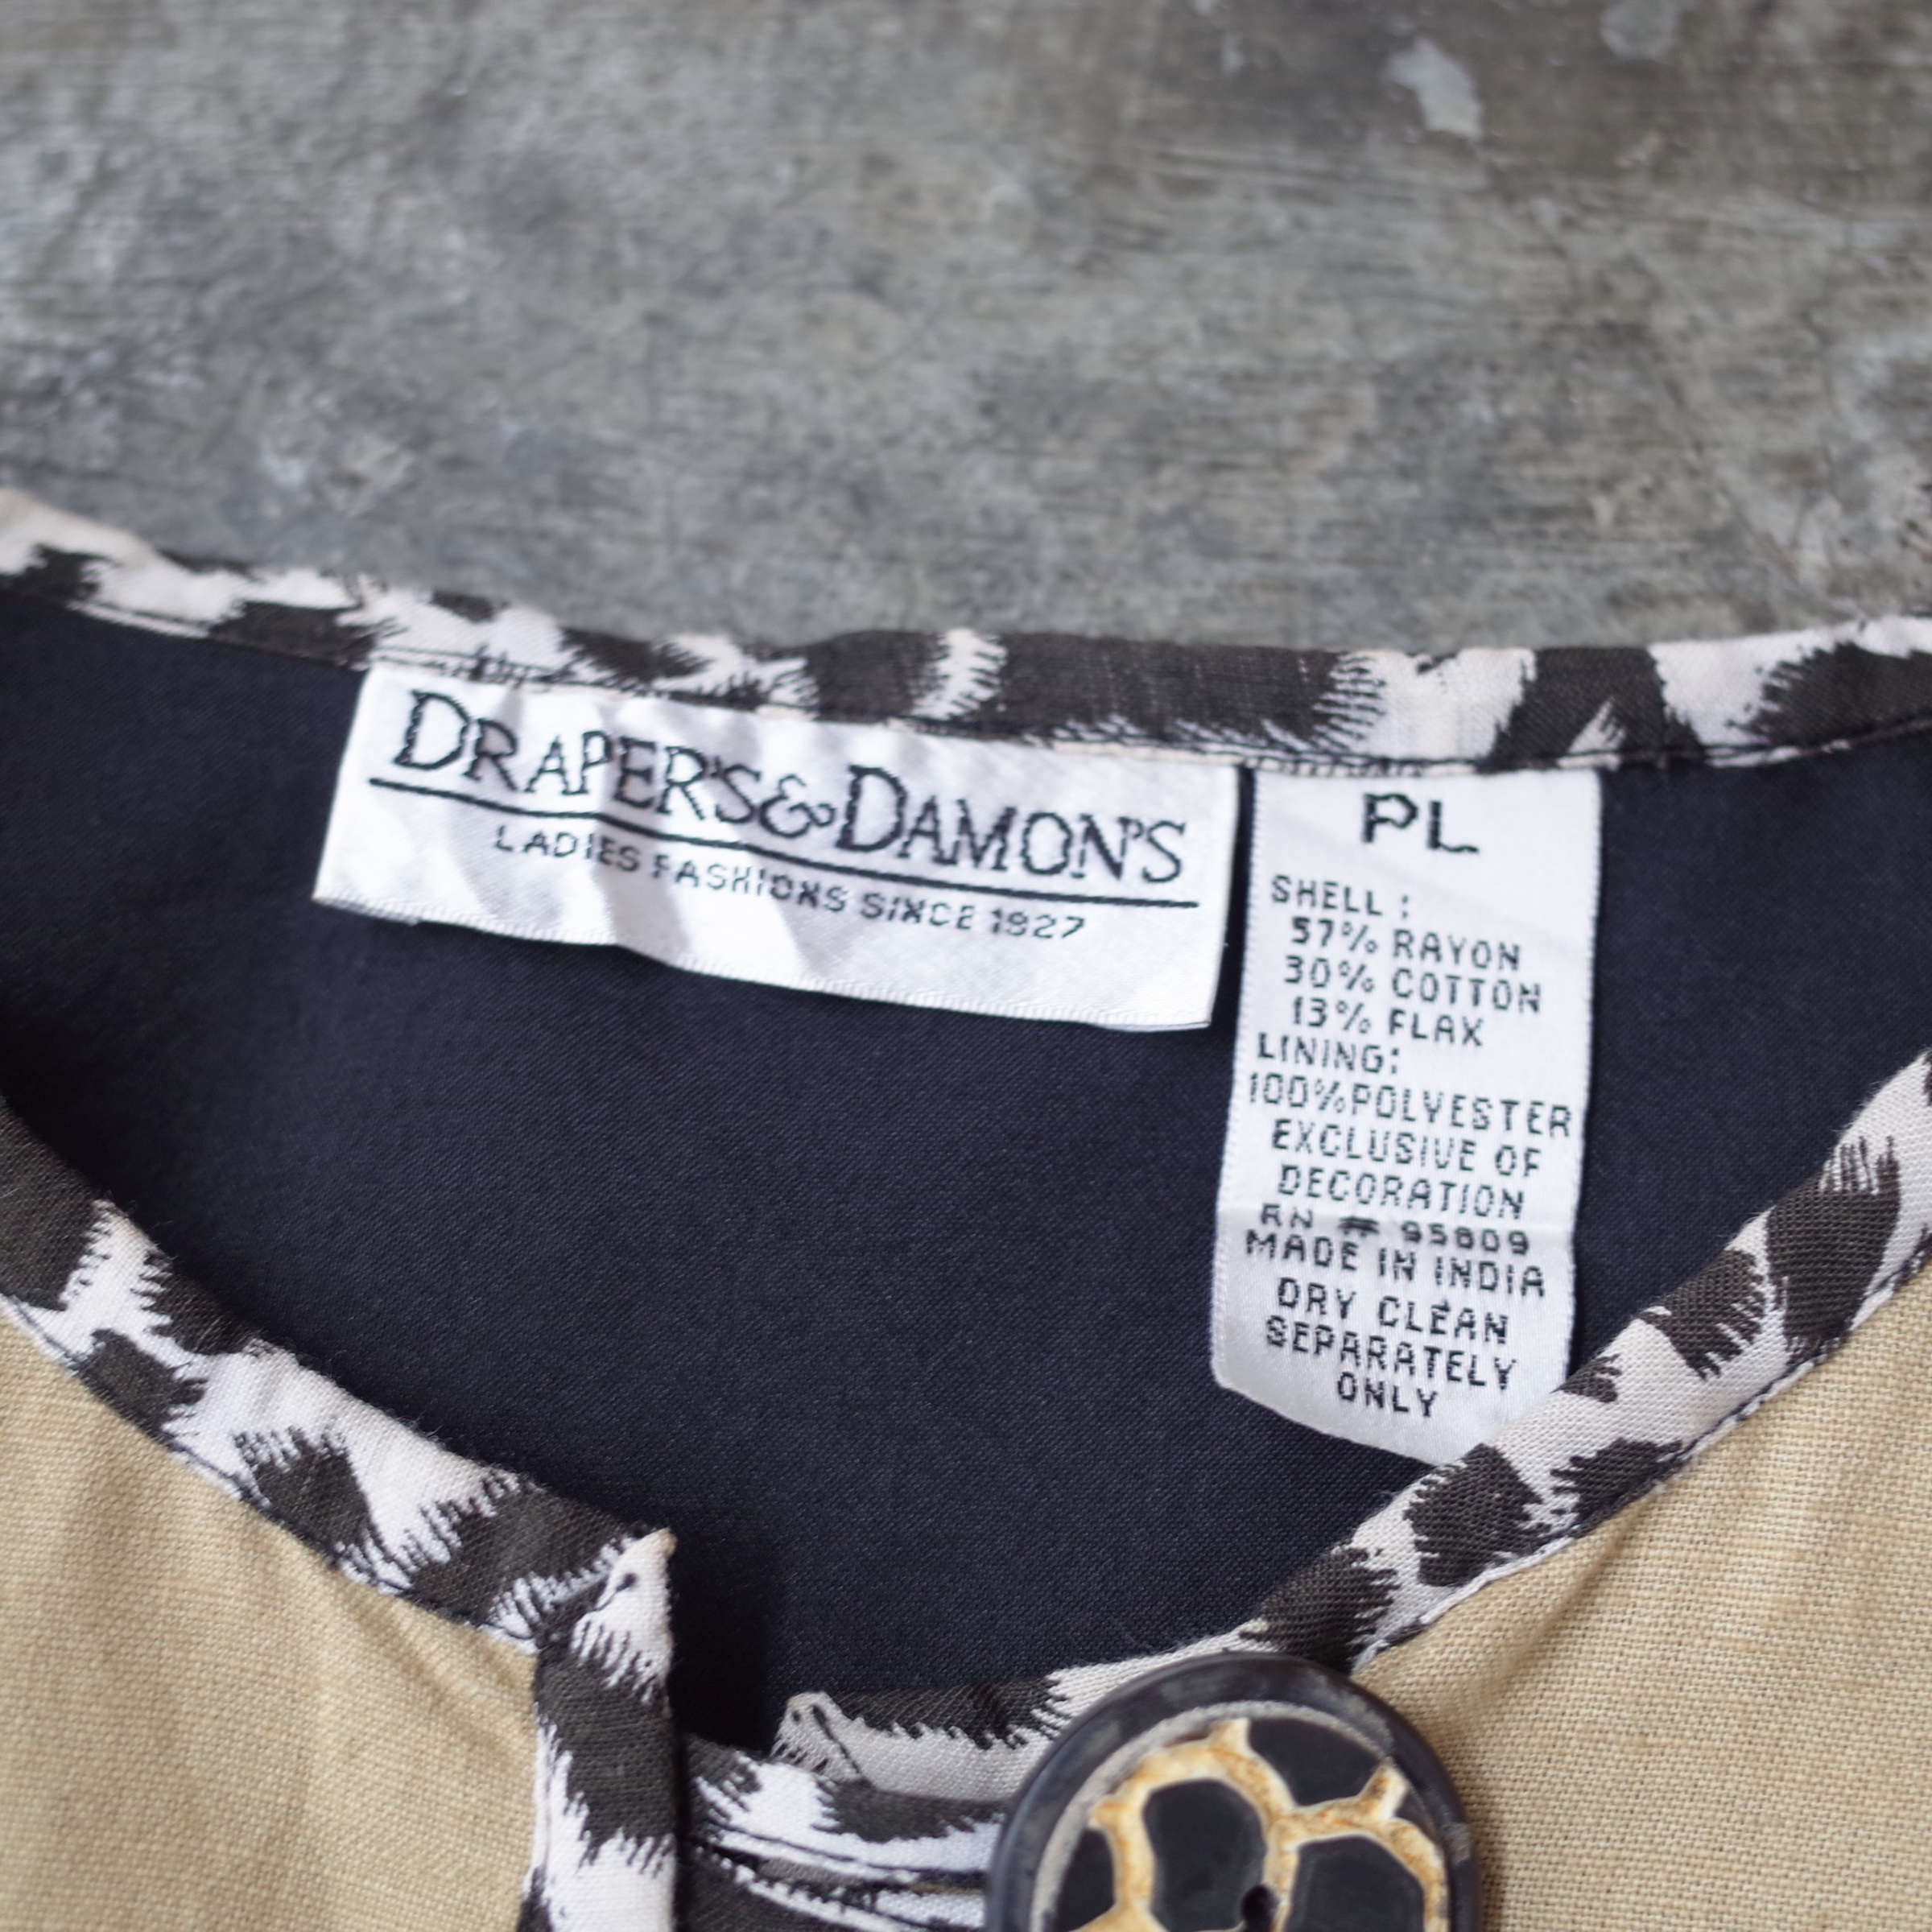 DRAPER'S & DAMON'S
LADIES FASHIONS SINCE 1927
PL
SHELL:
57% RAYON
30% COTTON
13% FLAX
LINING:
100% POLYESTER
EXCLUSIVE OF
DECORATION
RN # 95809
MADE IN INDIA
DRY CLEAN
SEPARATELY
ONLY